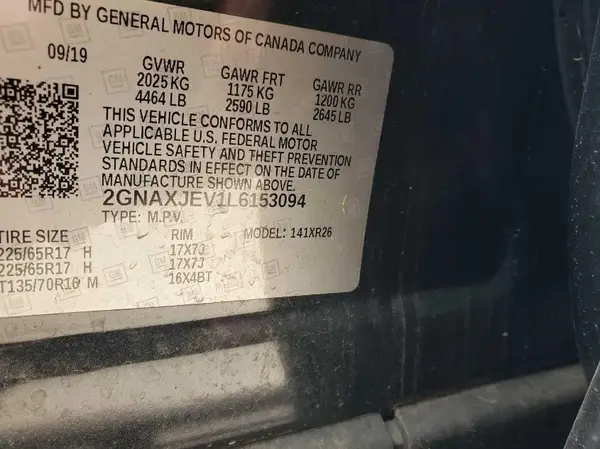 MFD BY GENERAL MOTORS OF CANADA COMPANY
09/19 GVWR GAWR FRT GAWR RR
2025 KG 1175 KG 1200 KG
4464 LB 2590 LB 2645 LB
THIS VEHICLE CONFORMS TO ALL
APPLICABLE U.S. FEDERAL MOTOR
VEHICLE SAFETY AND THEFT PREVENTION
STANDARDS IN EFFECT ON THE DATE OF
MANUFACTURE SHOWN ABOVE.
2GNAXJEV1L6153094
TYPE: M.P.V.
TIRE SIZE RIM MODEL: 141XR26
225/65R17 H 17X7J
225/65R17 H 17X7J
T135/70R16 M 16X4BT